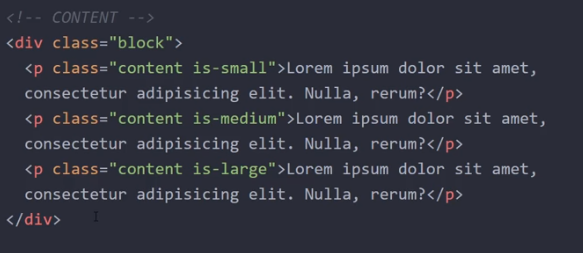 <!-- CONTENT -->
<div class="block">
<p class="content is-small">Lorem ipsum dolor sit amet,
consectetur adipisicing elit. Nulla, rerum?</p>
<p class="content is-medium">Lorem ipsum dolor sit amet,
consectetur adipisicing elit. Nulla, rerum?</p>
<p class="content is-large">Lorem ipsum dolor sit amet,
consectetur adipisicing elit. Nulla, rerum?</p>
</div>